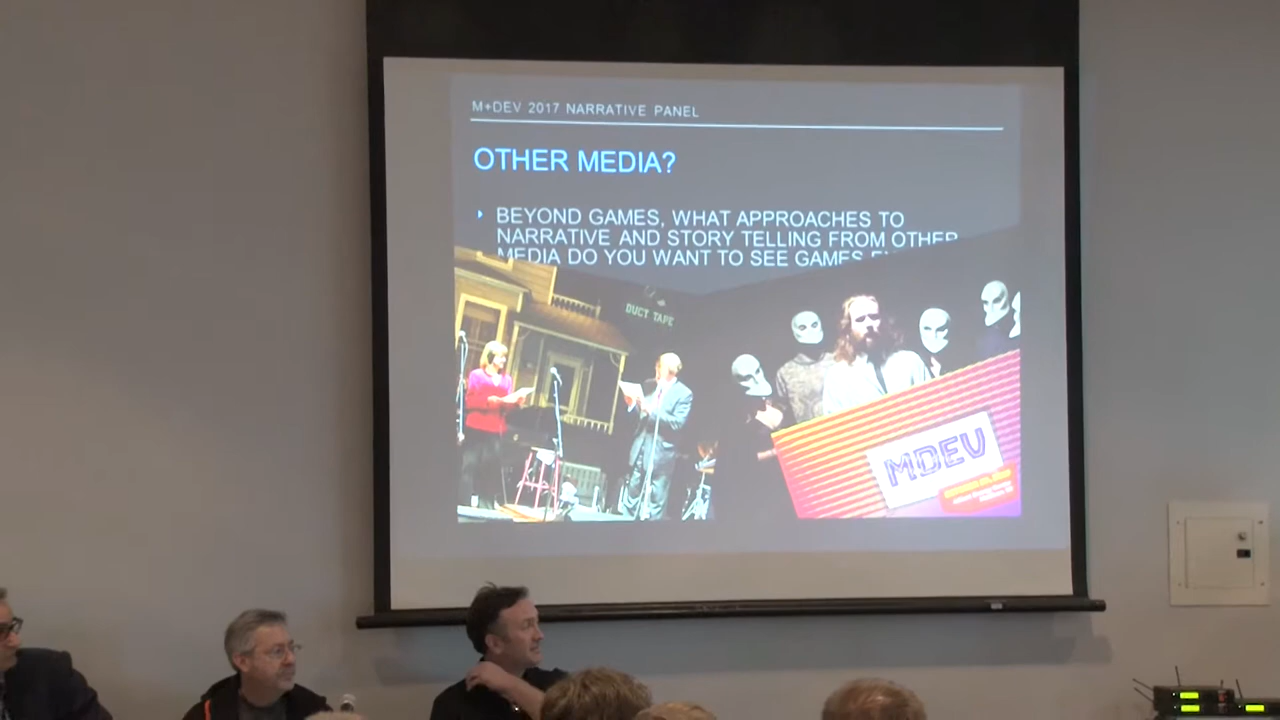 M+DEV 2017 NARRATIVE PANEL
OTHER MEDIA?
BEYOND GAMES, WHAT APPROACHES TO
NARRATIVE AND STORY TELLING FROM OTHER
MEDIA DO YOU WANT TO SEE GAMES
DUCT TAPE
MDEV